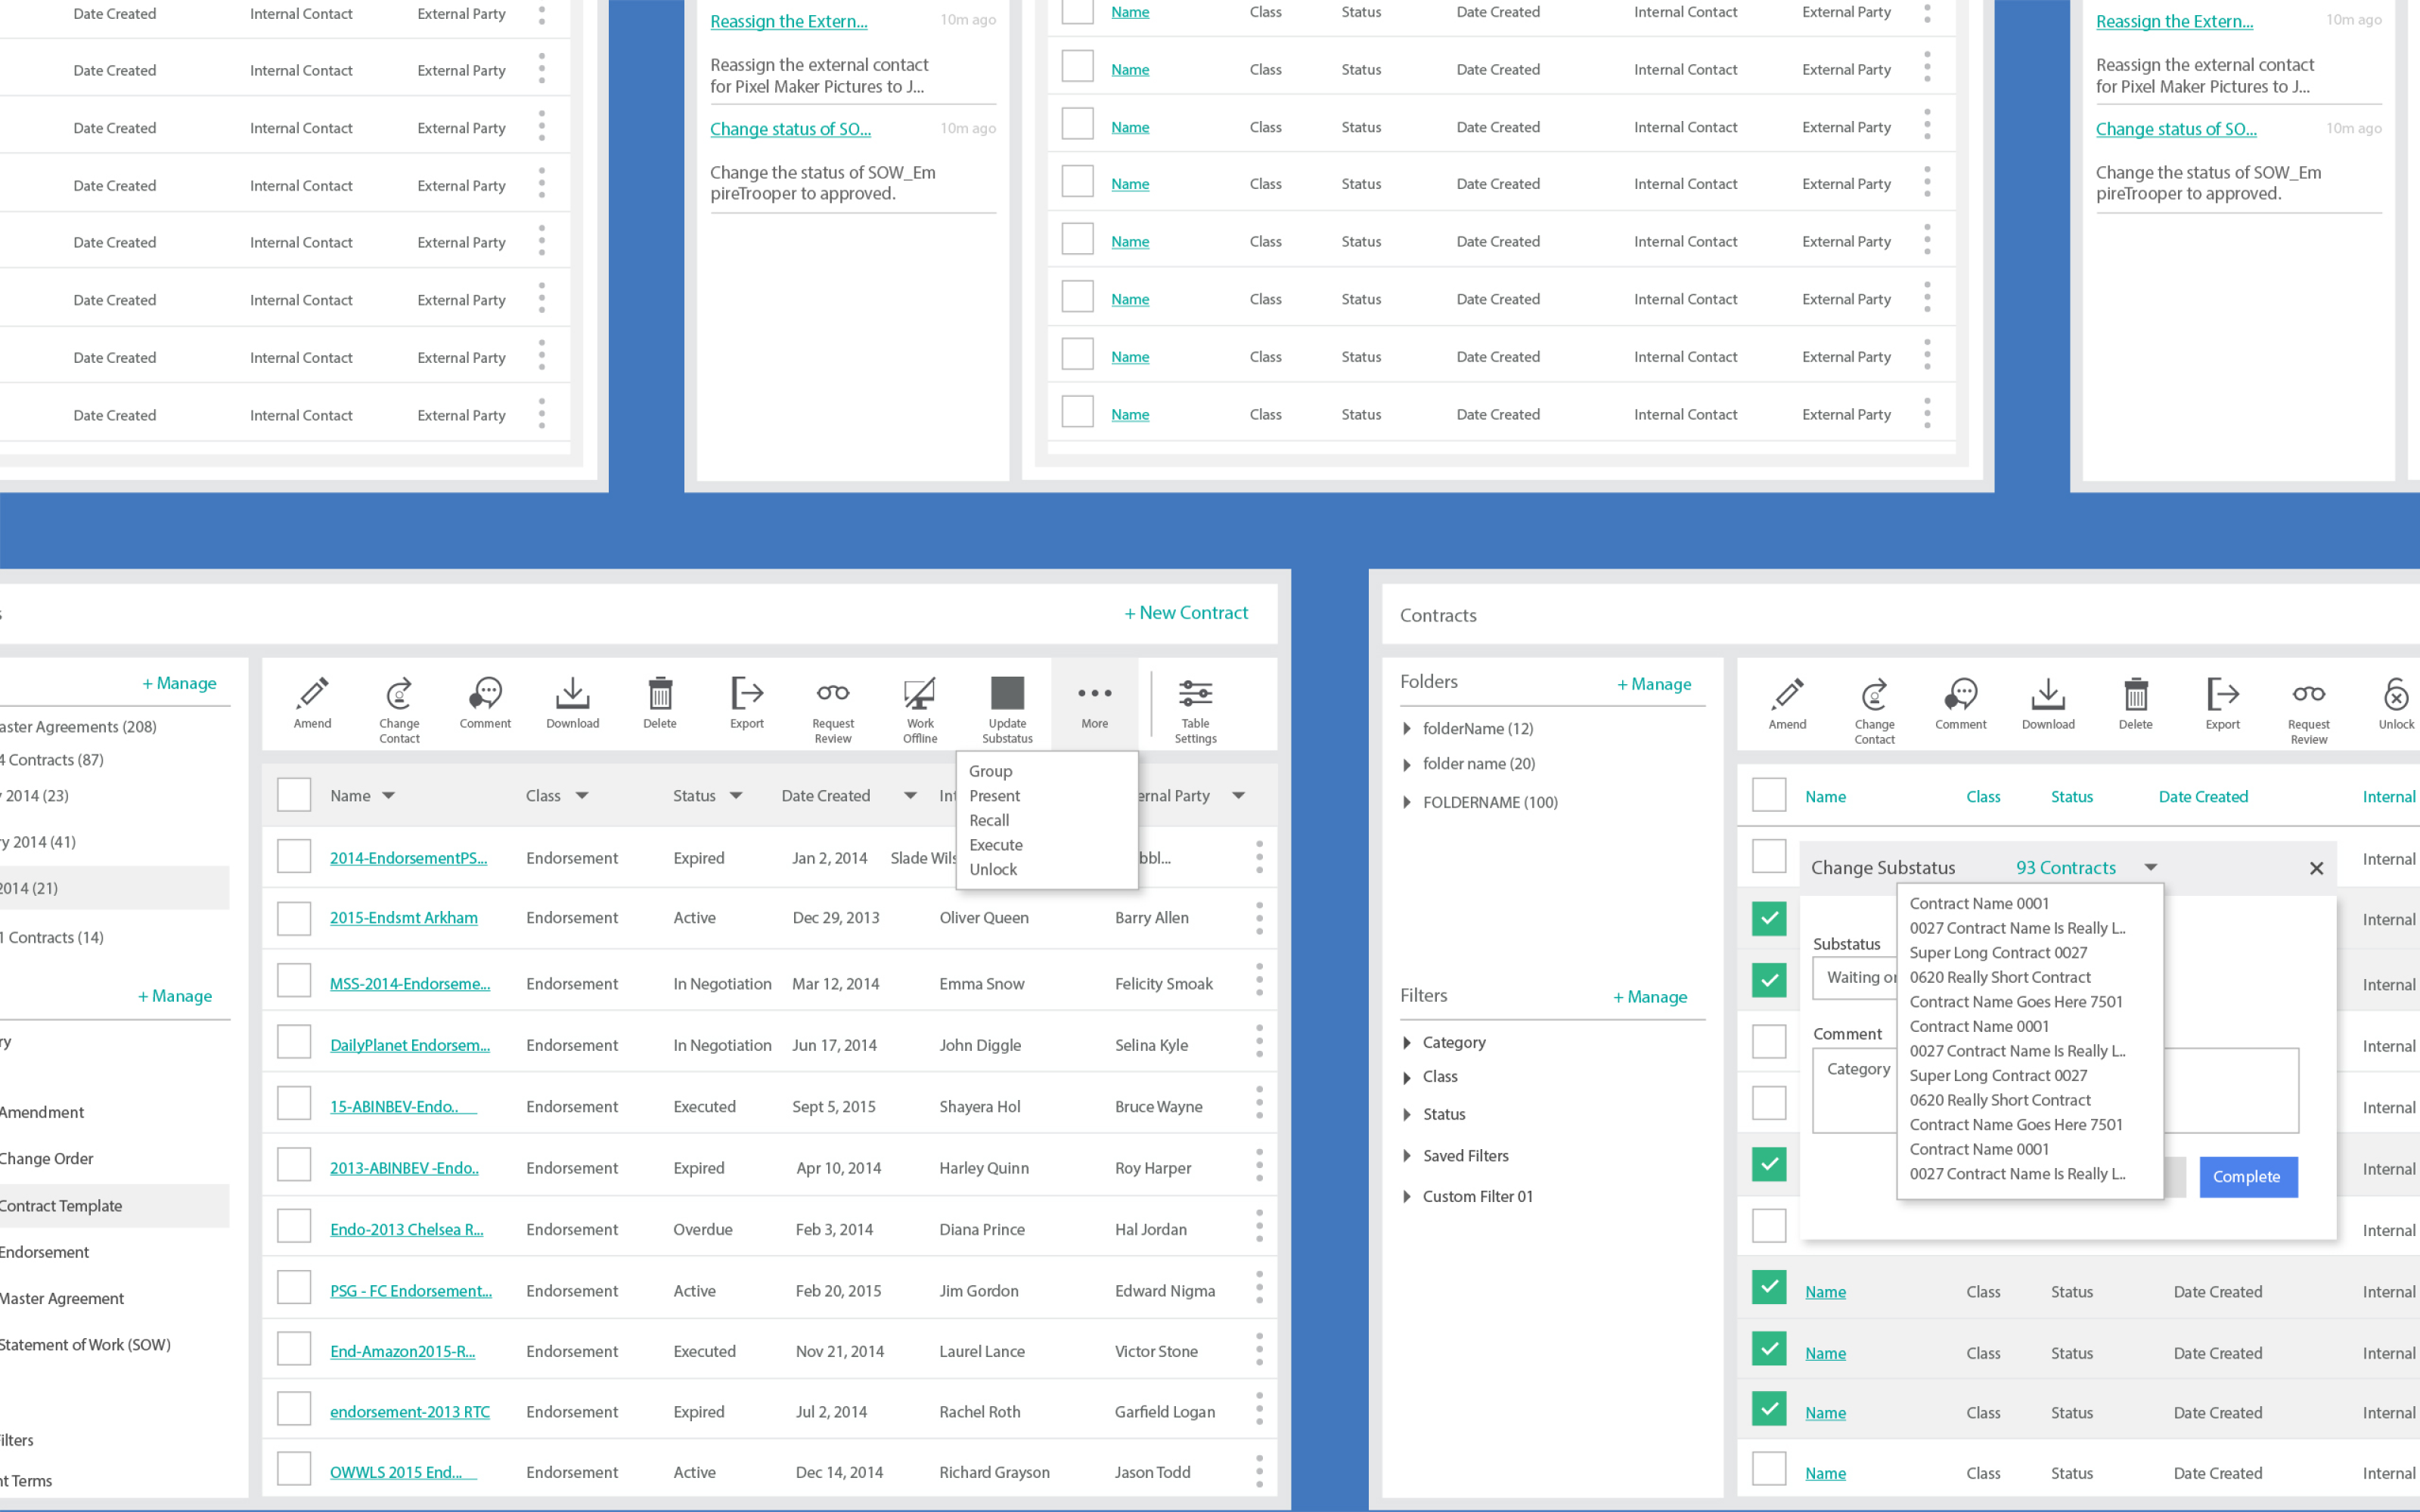 Date Created Internal Contact External Party
Date Created Internal Contact External Party
Date Created Internal Contact External Party
Date Created Internal Contact External Party
Date Created Internal Contact External Party
Date Created Internal Contact External Party
Date Created Internal Contact External Party
Date Created Internal Contact External Party
Reassign the Extern... 10m ago
Reassign the external contact
for Pixel Maker Pictures to J...
Change status of SO... 10m ago
Change the status of SOW_Em
pireTrooper to approved.
Name Class Status Date Created Internal Contact External Party
Name Class Status Date Created Internal Contact External Party
Name Class Status Date Created Internal Contact External Party
Name Class Status Date Created Internal Contact External Party
Name Class Status Date Created Internal Contact External Party
Name Class Status Date Created Internal Contact External Party
Name Class Status Date Created Internal Contact External Party
Name Class Status Date Created Internal Contact External Party
Reassign the Extern... 10m ago
Reassign the external contact
for Pixel Maker Pictures to J...
Change status of SO... 10m ago
Change the status of SOW_Em
pireTrooper to approved.
s + New Contract
+ Manage
aster Agreements (208)
4 Contracts (87)
y 2014 (23)
ry 2014 (41)
2014 (21)
1 Contracts (14)
+ Manage
ry
Amendment
Change Order
Contract Template
Endorsement
Master Agreement
Statement of Work (SOW)
ilters
nt Terms
Amend
Change
Contact
Comment
Download
Delete
Export
Request
Review
Work
Offline
Update
Substatus
More
Table
Settings
Group
Present
Recall
Execute
Unlock
Name Class Status Date Created Int ernal Party
2014-EndorsementPS... Endorsement Expired Jan 2, 2014 Slade Wils bbl...
2015-Endsmt Arkham Endorsement Active Dec 29, 2013 Oliver Queen Barry Allen
MSS-2014-Endorseme... Endorsement In Negotiation Mar 12, 2014 Emma Snow Felicity Smoak
DailyPlanet Endorsem... Endorsement In Negotiation Jun 17, 2014 John Diggle Selina Kyle
15-ABINBEV-Endo.. Endorsement Executed Sept 5, 2015 Shayera Hol Bruce Wayne
2013-ABINBEV -Endo.. Endorsement Expired Apr 10, 2014 Harley Quinn Roy Harper
Endo-2013 Chelsea R... Endorsement Overdue Feb 3, 2014 Diana Prince Hal Jordan
PSG - FC Endorsement... Endorsement Active Feb 20, 2015 Jim Gordon Edward Nigma
End-Amazon2015-R... Endorsement Executed Nov 21, 2014 Laurel Lance Victor Stone
endorsement-2013 RTC Endorsement Expired Jul 2, 2014 Rachel Roth Garfield Logan
OWWLS 2015 End... Endorsement Active Dec 14, 2014 Richard Grayson Jason Todd
Contracts
Folders + Manage
folderName (12)
folder name (20)
FOLDERNAME (100)
Filters + Manage
Category
Class
Status
Saved Filters
Custom Filter 01
Amend
Change
Contact
Comment
Download
Delete
Export
Request
Review
Unlock
Name Class Status Date Created Internal
Internal
Internal
Internal
Internal
Internal
Internal
Internal
Change Substatus 93 Contracts
Substatus
Waiting or
Comment
Category
Contract Name 0001
0027 Contract Name Is Really L..
Super Long Contract 0027
0620 Really Short Contract
Contract Name Goes Here 7501
Contract Name 0001
0027 Contract Name Is Really L..
Super Long Contract 0027
0620 Really Short Contract
Contract Name Goes Here 7501
Contract Name 0001
0027 Contract Name Is Really L..
Complete
Name Class Status Date Created Internal
Name Class Status Date Created Internal
Name Class Status Date Created Internal
Name Class Status Date Created Internal